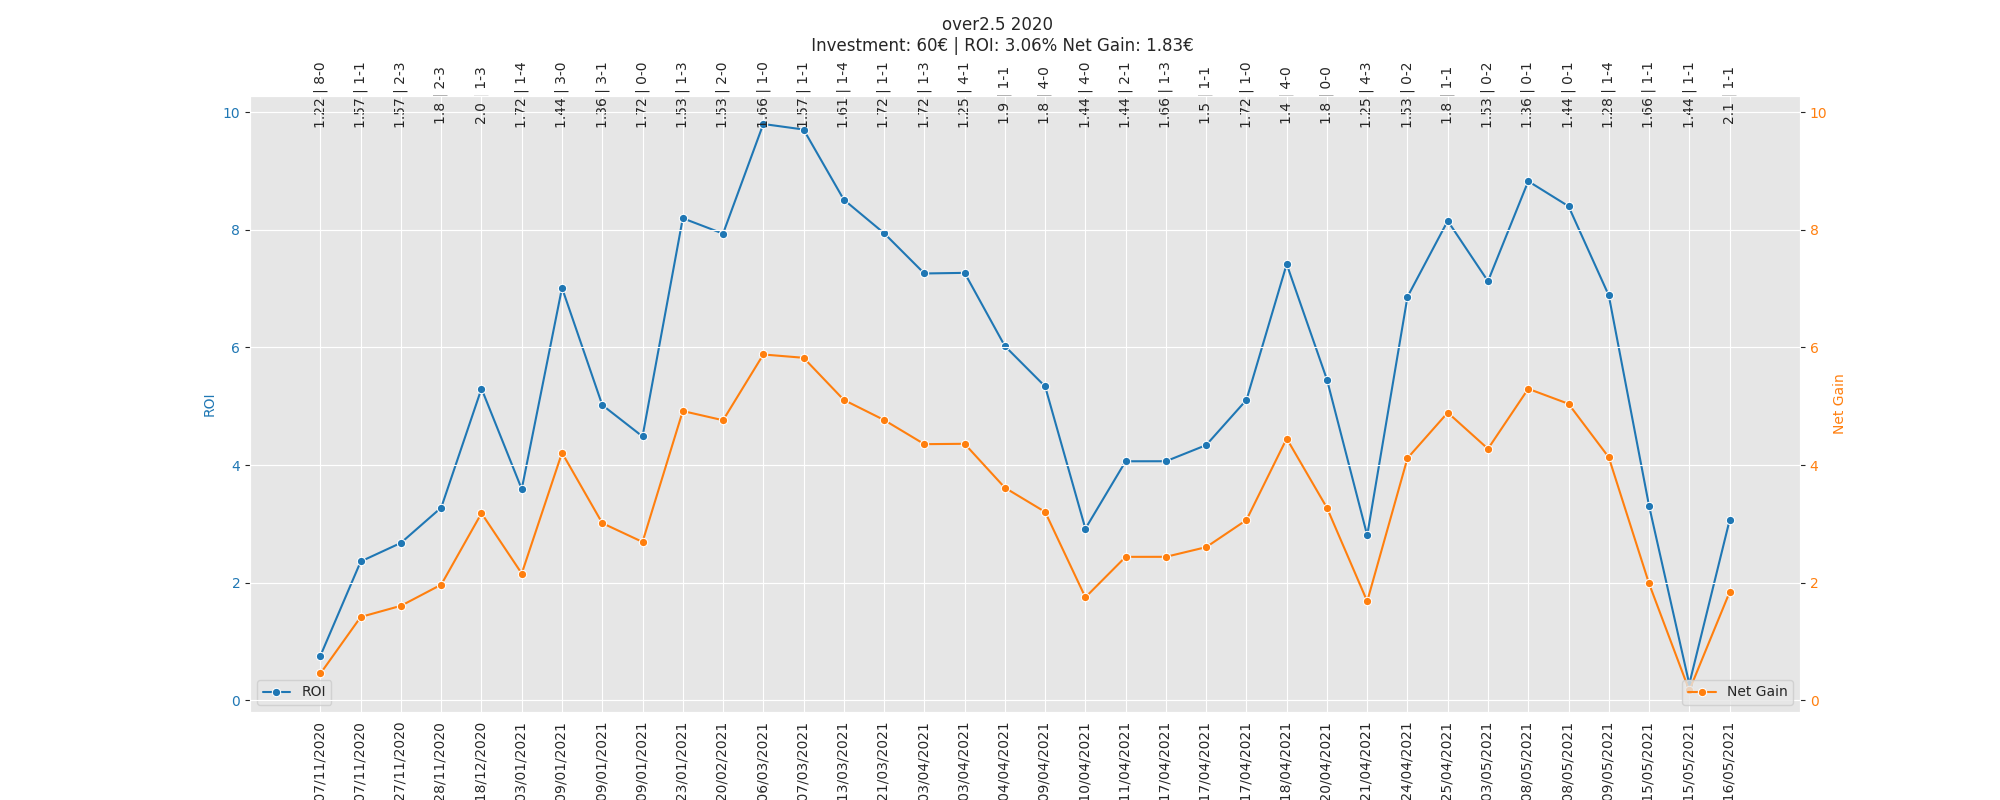 over2.5 2020
Investment: 60€ | ROI: 3.06% Net Gain: 1.83€
1.22 | 8-0
1.57 | 1-1
1.57 | 2-3
1.8 | 2-3
2.0 | 1-3
1.72 | 1-4
1.44 | 3-0
1.36 | 3-1
1.72 | 0-0
1.53 | 1-3
1.53 | 2-0
1.66 | 1-0
1.57 | 1-1
1.61 | 1-4
1.72 | 1-1
1.72 | 1-3
1.25 | 4-1
1.9 | 1-1
1.8 | 4-0
1.44 | 4-0
1.44 | 2-1
1.66 | 1-3
1.5 | 1-1
1.72 | 1-0
1.4 | 4-0
1.8 | 0-0
1.25 | 4-3
1.53 | 0-2
1.8 | 1-1
1.53 | 0-2
1.36 | 0-1
1.44 | 0-1
1.28 | 1-4
1.66 | 1-1
1.44 | 1-1
2.1 | 1-1
10
8
6
4
2
0
ROI
10
8
6
4
2
0
Net Gain
ROI
Net Gain
07/11/2020
07/11/2020
27/11/2020
28/11/2020
18/12/2020
03/01/2021
09/01/2021
09/01/2021
09/01/2021
23/01/2021
20/02/2021
06/03/2021
07/03/2021
13/03/2021
21/03/2021
03/04/2021
03/04/2021
04/04/2021
09/04/2021
10/04/2021
11/04/2021
17/04/2021
17/04/2021
17/04/2021
18/04/2021
20/04/2021
21/04/2021
24/04/2021
25/04/2021
03/05/2021
08/05/2021
08/05/2021
09/05/2021
15/05/2021
15/05/2021
16/05/2021